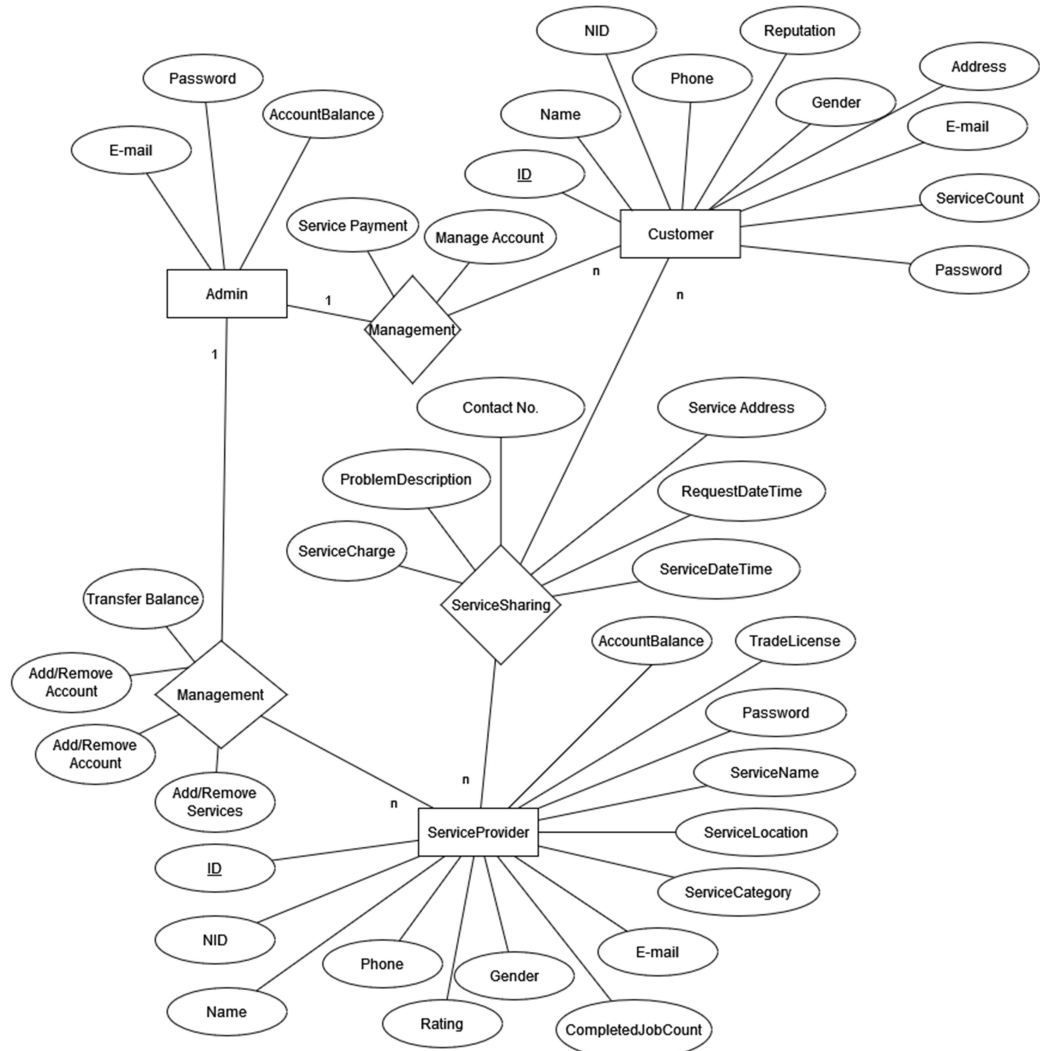 NID
Reputation
Password
Phone
Address
AccountBalance
Name
Gender
E-mail
E-mail
ID
ServiceCount
Service Payment
Manage Account
Customer
Password
Admin
1
n
n
Management
1
Contact No.
Service Address
ProblemDescription
RequestDateTime
ServiceCharge
ServiceDateTime
Transfer Balance
ServiceSharing
AccountBalance
TradeLicense
Add/Remove
Account
Management
Password
Add/Remove
Account
ServiceName
n
Add/Remove
Services
n
ServiceProvider
ServiceLocation
ID
ServiceCategory
NID
E-mail
Phone
Gender
Name
Rating
CompletedJobCount